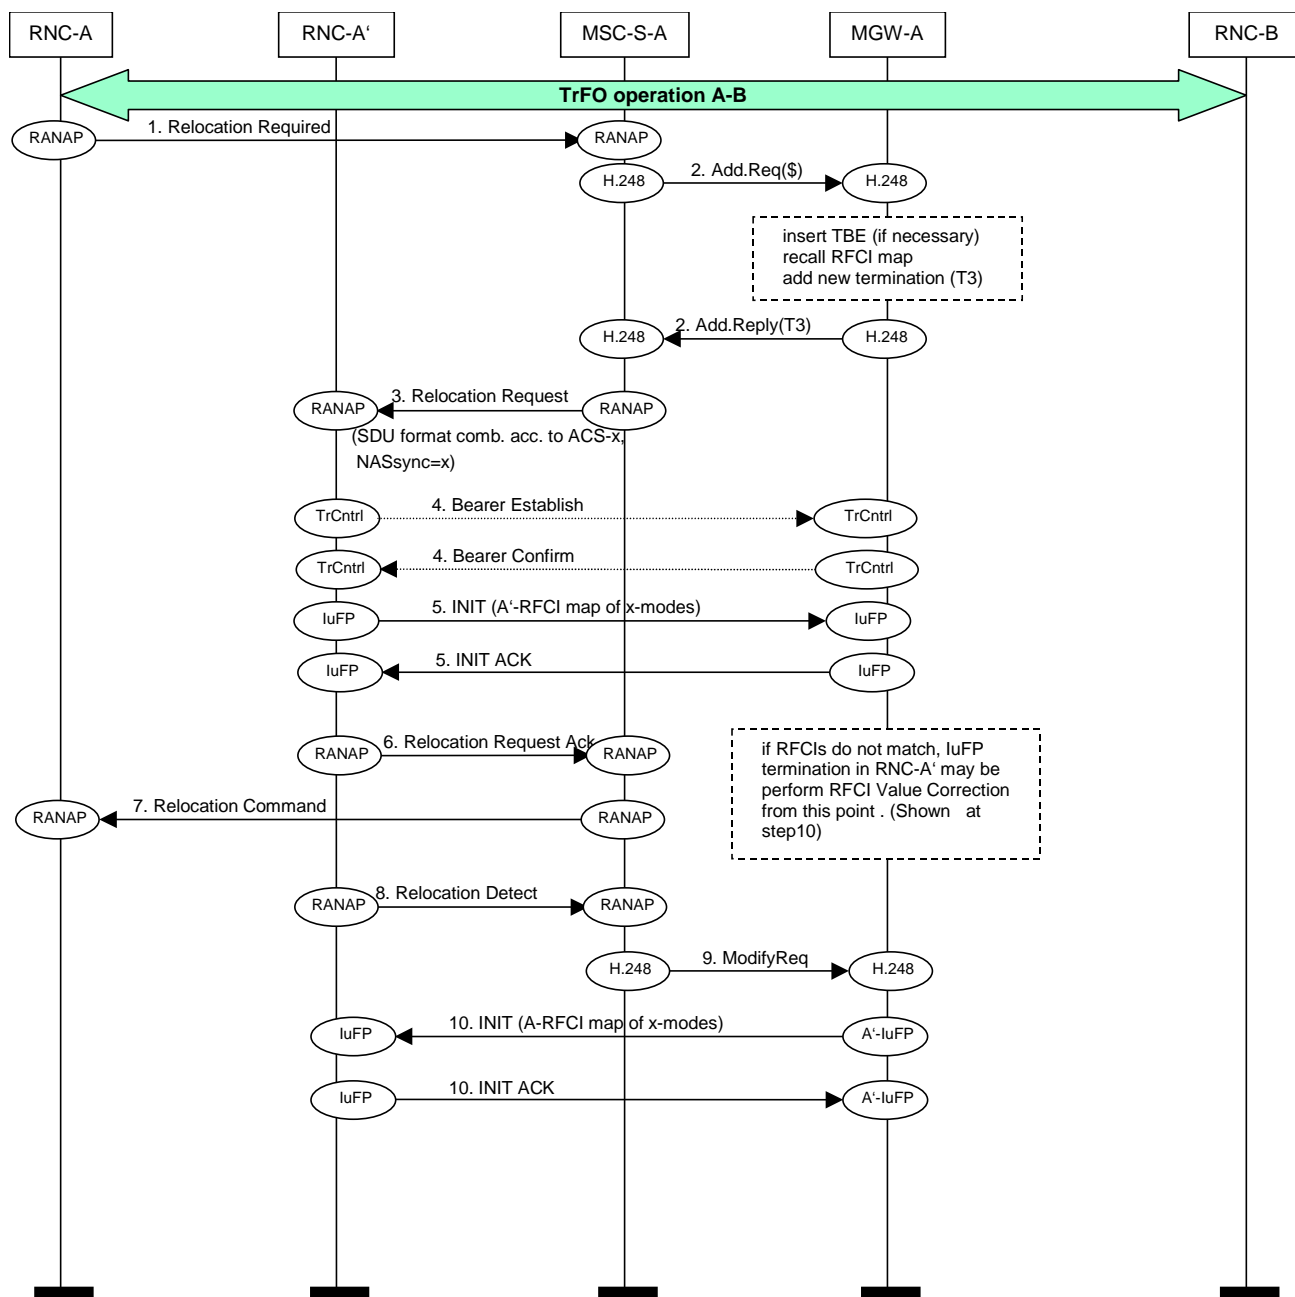 RNC-A
RNC-A‘
MSC-S-A
MGW-A
RNC-B
TrFO operation A-B
1. Relocation Required
RANAP
RANAP
2. Add.Req($)
H.248
H.248
insert TBE (if necessary)
recall RFCI map
add new termination (T3)
2. Add.Reply(T3)
H.248
H.248
3. Relocation Request
RANAP
RANAP
(SDU format comb. acc. to ACS-x,
NASsync=x)
4. Bearer Establish
TrCntrl
TrCntrl
4. Bearer Confirm
TrCntrl
TrCntrl
5. INIT (A‘-RFCI map of x-modes)
IuFP
IuFP
5. INIT ACK
IuFP
IuFP
6. Relocation Request Ack
RANAP
RANAP
if RFCIs do not match, IuFP
termination in RNC-A‘ may be
perform RFCI Value Correction
from this point . (Shown at
step10)
7. Relocation Command
RANAP
RANAP
8. Relocation Detect
RANAP
RANAP
9. ModifyReq
H.248
H.248
10. INIT (A-RFCI map of x-modes)
IuFP
A‘-IuFP
10. INIT ACK
IuFP
A‘-IuFP